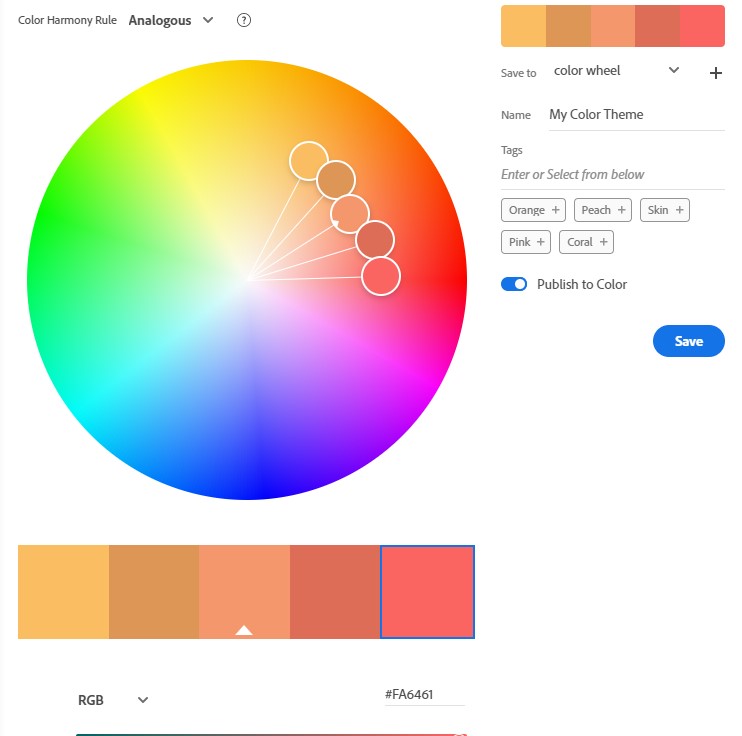 Color Harmony Rule Analogous ?
Save to color wheel
Name My Color Theme
Tags
Enter or Select from below
Orange + Peach + Skin +
Pink + Coral +
Publish to Color
Save
RGB #FA6461